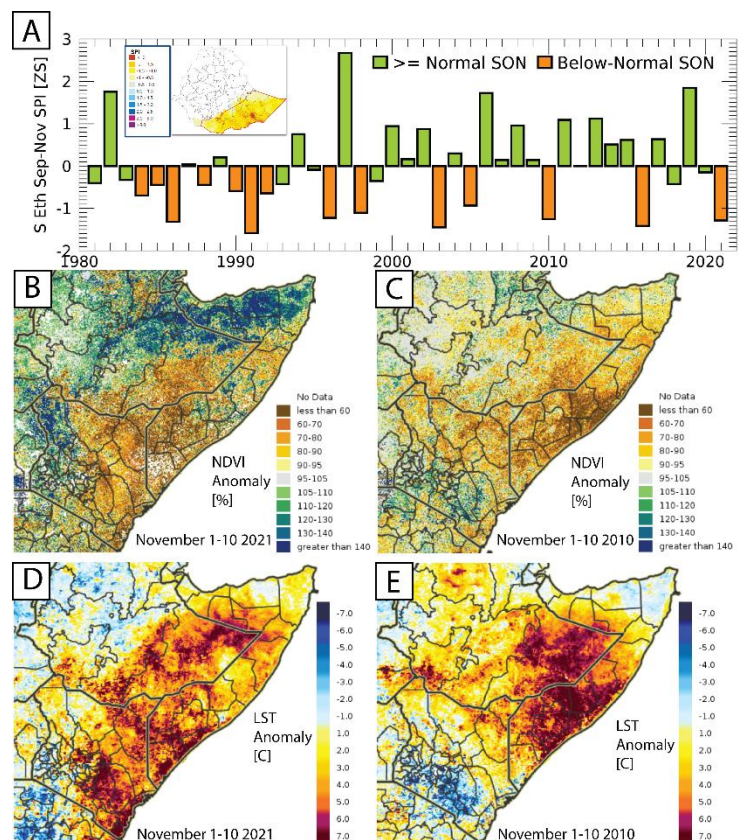 A
S Eth Sep-Nov SPI [ZS]
3
2
1
0
-1
-2
SPI
>= Normal SON
Below-Normal SON
1980
1990
2000
2010
2020
B
No Data
less than 60
60-70
70-80
80-90
90-95
95-105
105-110
110-120
120-130
130-140
greater than 140
NDVI
Anomaly
[%]
November 1-10 2021
C
No Data
less than 60
60-70
70-80
80-90
90-95
95-105
105-110
110-120
120-130
130-140
greater than 140
NDVI
Anomaly
[%]
November 1-10 2010
D
-7.0
-6.0
-5.0
-4.0
-3.0
-2.0
-1.0
1.0
2.0
3.0
4.0
5.0
6.0
7.0
LST
Anomaly
[C]
November 1-10 2021
E
-7.0
-6.0
-5.0
-4.0
-3.0
-2.0
-1.0
1.0
2.0
3.0
4.0
5.0
6.0
7.0
LST
Anomaly
[C]
November 1-10 2010